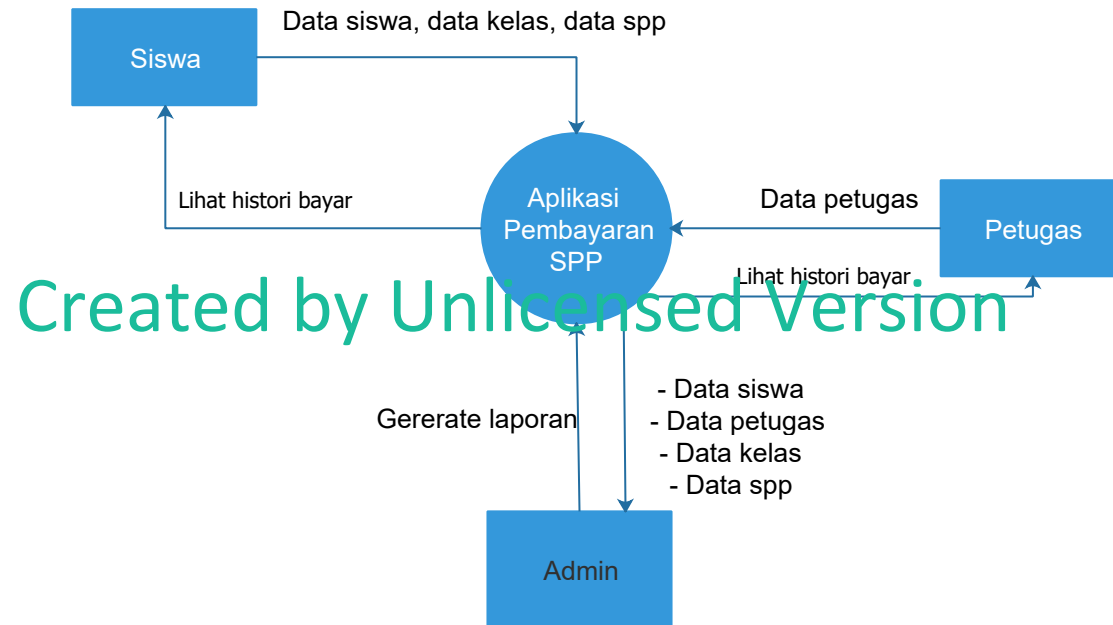 Data siswa, data kelas, data spp
Siswa
Lihat histori bayar
Aplikasi
Pembayaran
SPP
Data petugas
Petugas
Lihat histori bayar
Created by Unlicensed Version
Gererate laporan
- Data siswa
- Data petugas
- Data kelas
- Data spp
Admin